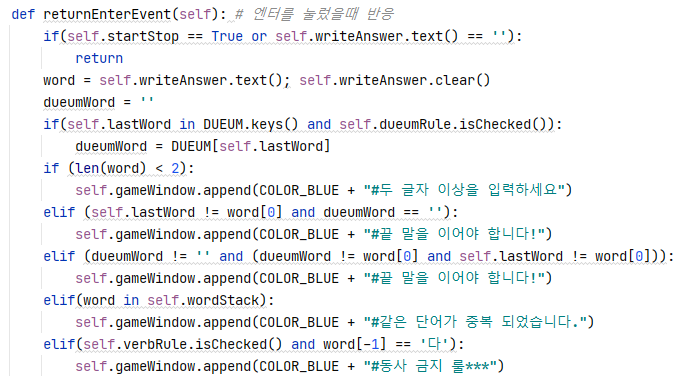 def returnEnterEvent(self): # 엔터를 눌렀을때 반응
    if(self.startStop == True or self.writeAnswer.text() == ''):
        return
    word = self.writeAnswer.text(); self.writeAnswer.clear()
    dueumWord = ''
    if(self.lastWord in DUEUM.keys() and self.dueumRule.isChecked()):
        dueumWord = DUEUM[self.lastWord]
    if (len(word) < 2):
        self.gameWindow.append(COLOR_BLUE + "#두 글자 이상을 입력하세요")
    elif (self.lastWord != word[0] and dueumWord == ''):
        self.gameWindow.append(COLOR_BLUE + "#끝 말을 이어야 합니다!")
    elif (dueumWord != '' and (dueumWord != word[0] and self.lastWord != word[0])):
        self.gameWindow.append(COLOR_BLUE + "#끝 말을 이어야 합니다!")
    elif(word in self.wordStack):
        self.gameWindow.append(COLOR_BLUE + "#같은 단어가 중복 되었습니다.")
    elif(self.verbRule.isChecked() and word[-1] == '다'):
        self.gameWindow.append(COLOR_BLUE + "#동사 금지 룰***")